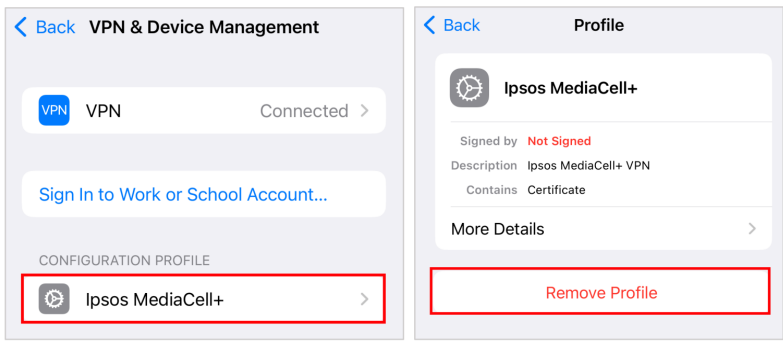 Back VPN & Device Management
VPN VPN Connected
Sign In to Work or School Account...
CONFIGURATION PROFILE
Ipsos MediaCell+
Back Profile
Ipsos MediaCell+
Signed by Not Signed
Description Ipsos MediaCell+ VPN
Contains Certificate
More Details
Remove Profile